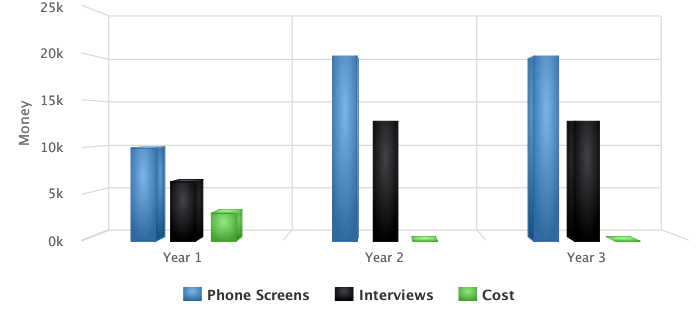 25k
20k
15k
10k
5k
0k
Money
Year 1
Year 2
Year 3
Phone Screens
Interviews
Cost